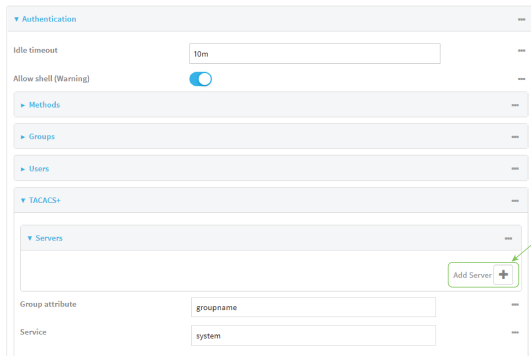 Authentication
Idle timeout
10m
Allow shell (Warning)
Methods
Groups
Users
TACACS+
Servers
Add Server
Group attribute
groupname
Service
system